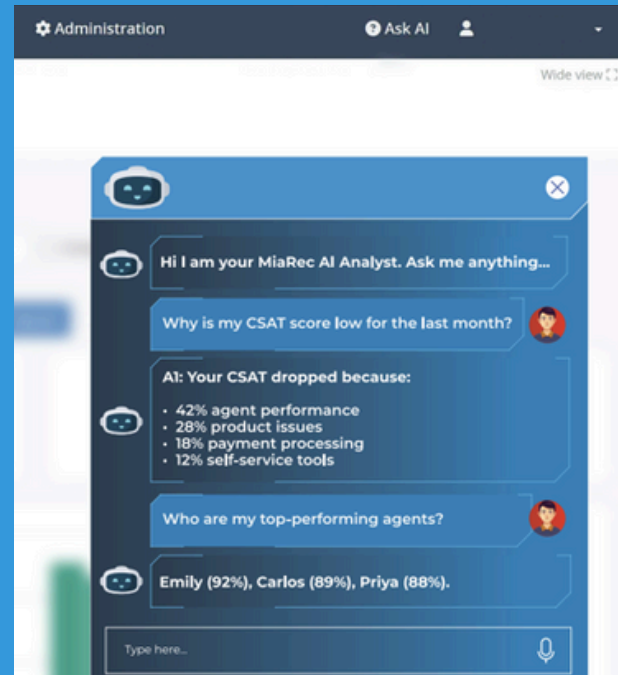 Administration
Ask AI
Wide view
Hi I am your MiaRec AI Analyst. Ask me anything...
Why is my CSAT score low for the last month?
A1: Your CSAT dropped because:
• 42% agent performance
• 28% product issues
• 18% payment processing
• 12% self-service tools
Who are my top-performing agents?
Emily (92%), Carlos (89%), Priya (88%).
Type here...